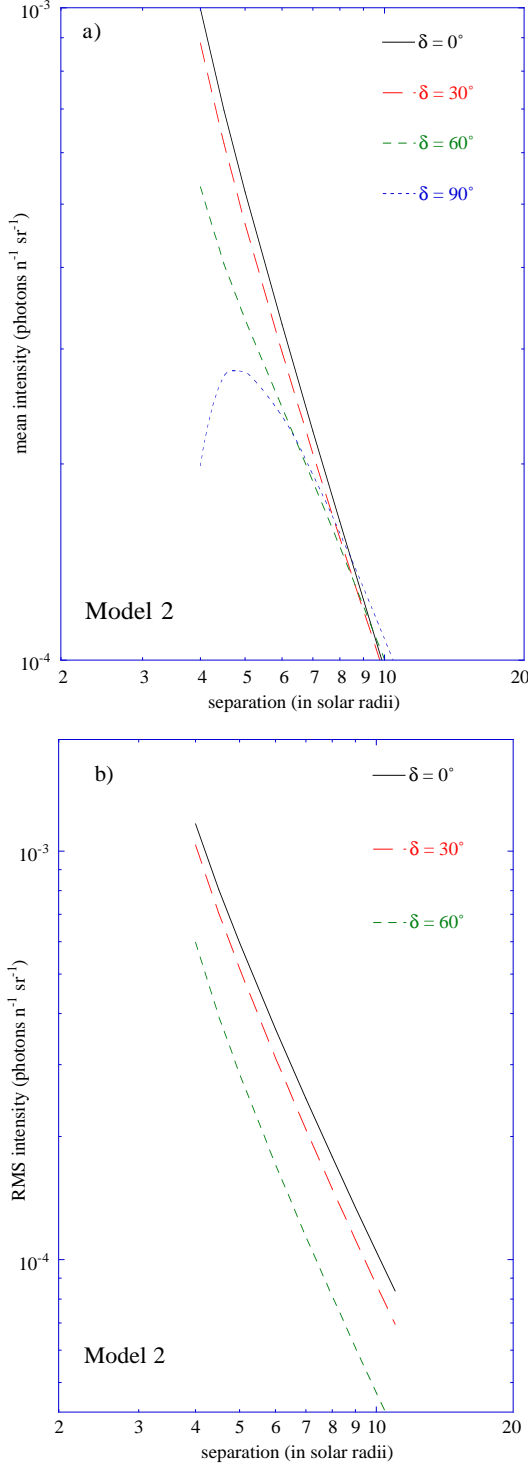 10⁻³
a)
δ = 0°
δ = 30°
δ = 60°
δ = 90°
mean intensity (photons n⁻¹ sr⁻¹)
Model 2
10⁻⁴
2 3 4 5 6 7 8 9 10 20
separation (in solar radii)
b)
δ = 0°
10⁻³
δ = 30°
δ = 60°
RMS intensity (photons n⁻¹ sr⁻¹)
10⁻⁴
Model 2
2 3 4 5 6 7 8 9 10 20
separation (in solar radii)